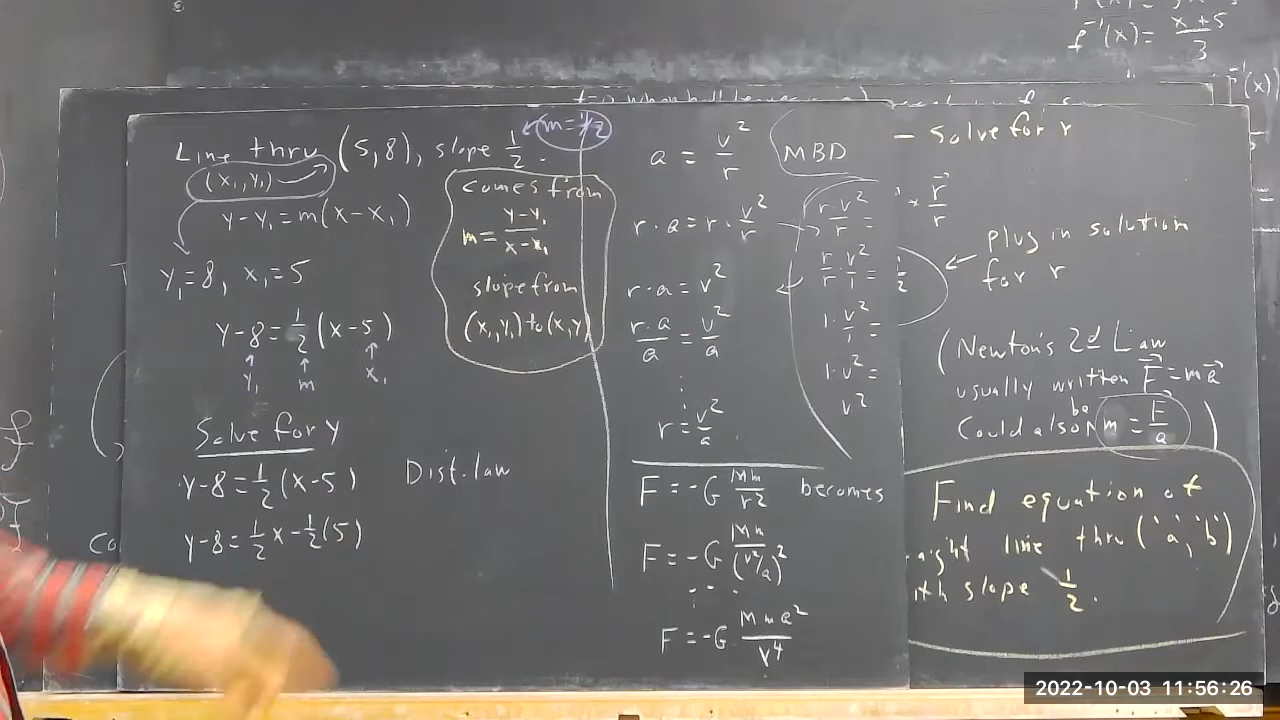 f⁻¹(x) = (x+5)/3
⁻¹(x)
Line thru (5,8), slope 1/2.
m=1/2
(x₁,y₁)
y-y₁=m(x-x₁)
y₁=8, x₁=5
y-8=1/2(x-5)
y₁ m x₁
Solve for y
y-8=1/2(x-5)
Dist. law
y-8=1/2x-1/2(5)
comes from
m=(y-y₁)/(x-x₁)
slope from
(x₁,y₁) to (x,y)
a = v²/r
MBD
r·a=r·v²/r
r·a=v²
r·a/a=v²/a
⋮
r=v²/a
r·v²/r=
r/r·v²/1=
1·v²/1=
1·v²=
v²
F=-G Mm/r² becomes
F=-G Mm/(v²/a)²
...
F=-G Mma²/v⁴
- solve for r
plug in solution
for r
(Newton's 2d Law
usually written F=ma
Could also be m=F/a)
Find equation of
aight line thru ('a','b')
ith slope 1/2.
Co
2022-10-03 11:56:26